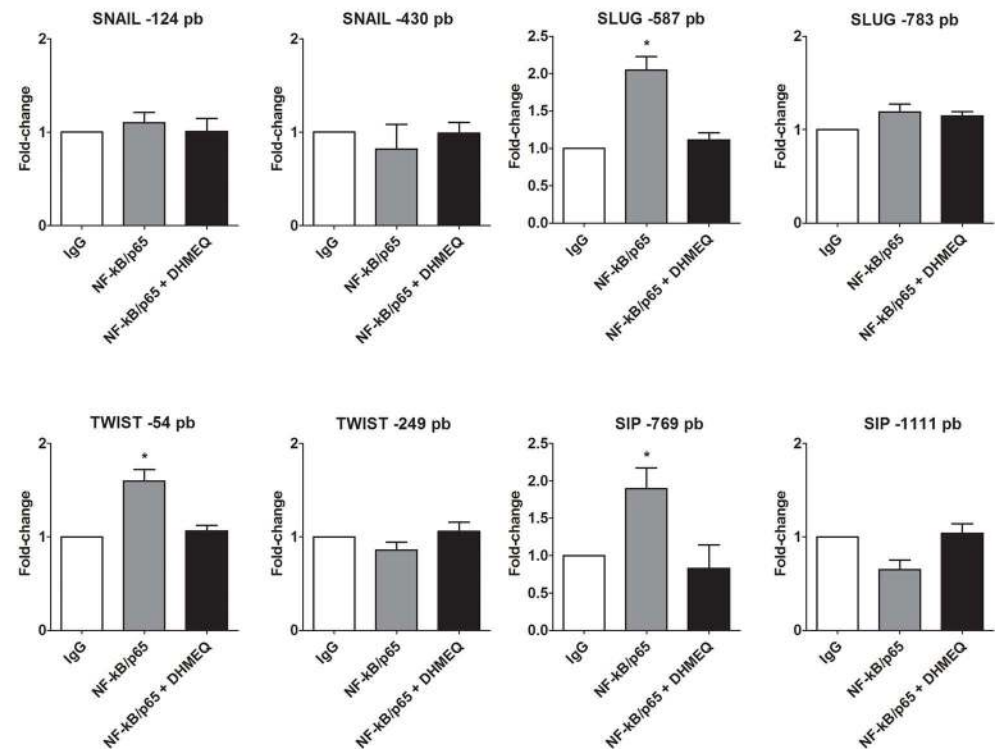 SNAIL -124 pb
Fold-change
2
1
0
IgG
NF-kB/p65
NF-kB/p65 + DHMEQ
SNAIL -430 pb
Fold-change
2
1
0
IgG
NF-kB/p65
NF-kB/p65 + DHMEQ
SLUG -587 pb
Fold-change
2.5
2.0
1.5
1.0
0.5
0.0
*
IgG
NF-kB/p65
NF-kB/p65 + DHMEQ
SLUG -783 pb
Fold-change
2
1
0
IgG
NF-kB/p65
NF-kB/p65 + DHMEQ
TWIST -54 pb
Fold-change
2
1
0
*
IgG
NF-kB/p65
NF-kB/p65 + DHMEQ
TWIST -249 pb
Fold-change
2
1
0
IgG
NF-kB/p65
NF-kB/p65 + DHMEQ
SIP -769 pb
Fold-change
2.5
2.0
1.5
1.0
0.5
0.0
*
IgG
NF-kB/p65
NF-kB/p65 + DHMEQ
SIP -1111 pb
Fold-change
2
1
0
IgG
NF-kB/p65
NF-kB/p65 + DHMEQ